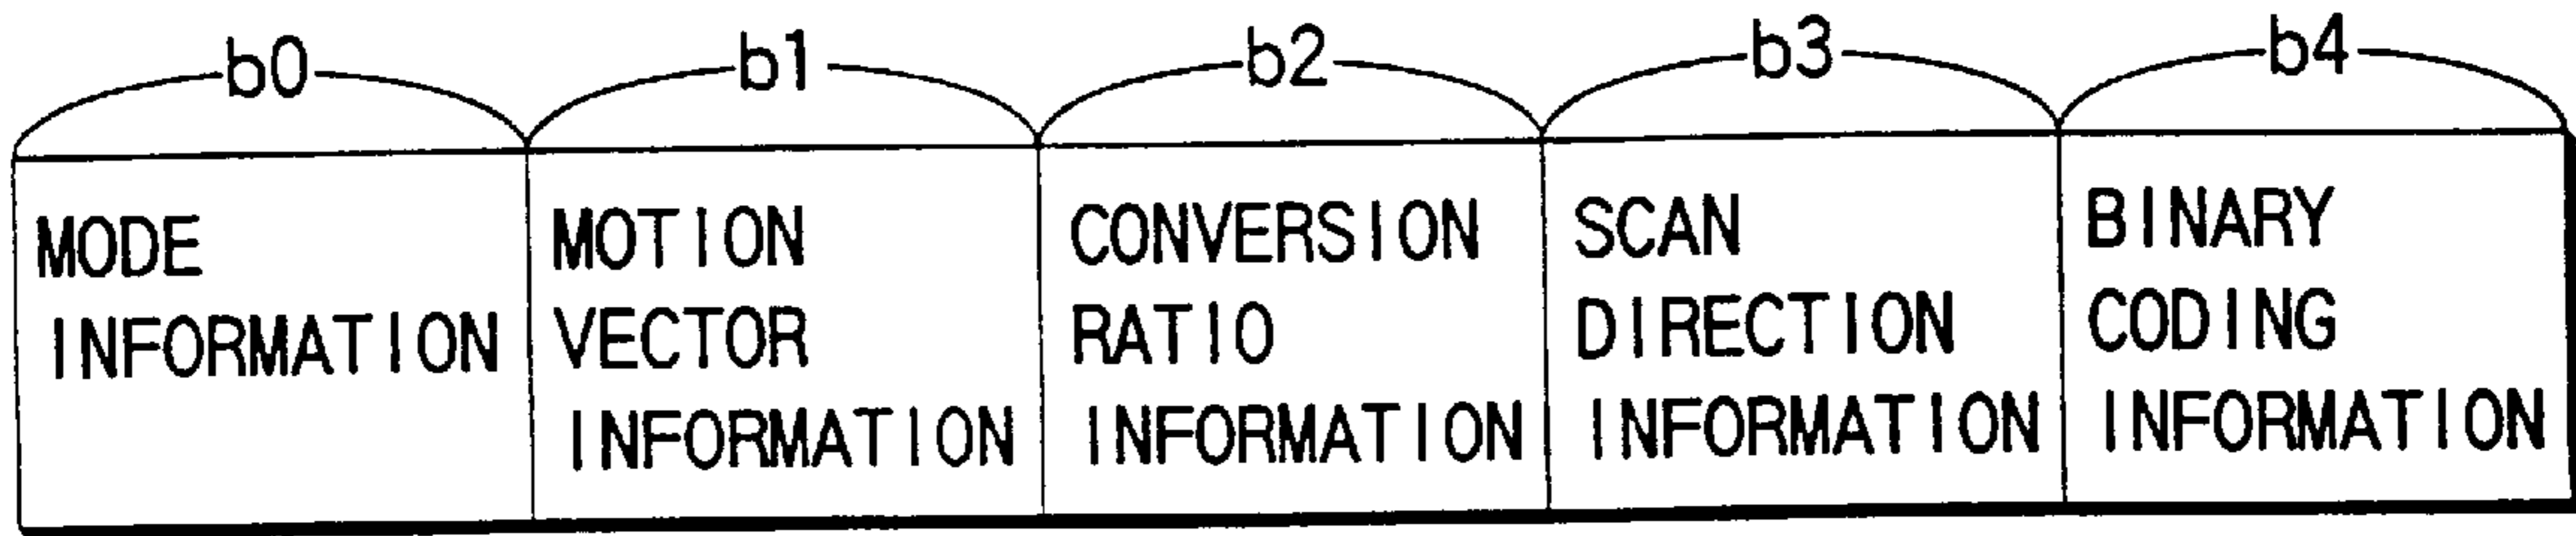 b0 b1 b2 b3 b4
MODE
INFORMATION
MOTION
VECTOR
INFORMATION
CONVERSION
RATIO
INFORMATION
SCAN
DIRECTION
INFORMATION
BINARY
CODING
INFORMATION